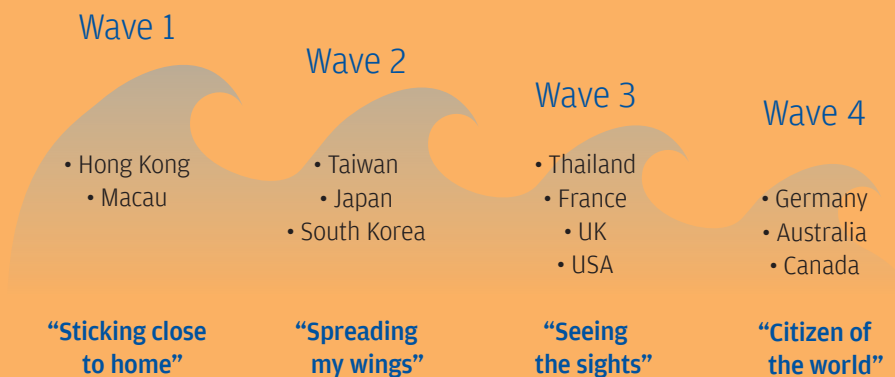 Wave 1
• Hong Kong
• Macau
“Sticking close
to home”
Wave 2
• Taiwan
• Japan
• South Korea
“Spreading
my wings”
Wave 3
• Thailand
• France
• UK
• USA
“Seeing
the sights”
Wave 4
• Germany
• Australia
• Canada
“Citizen of
the world”